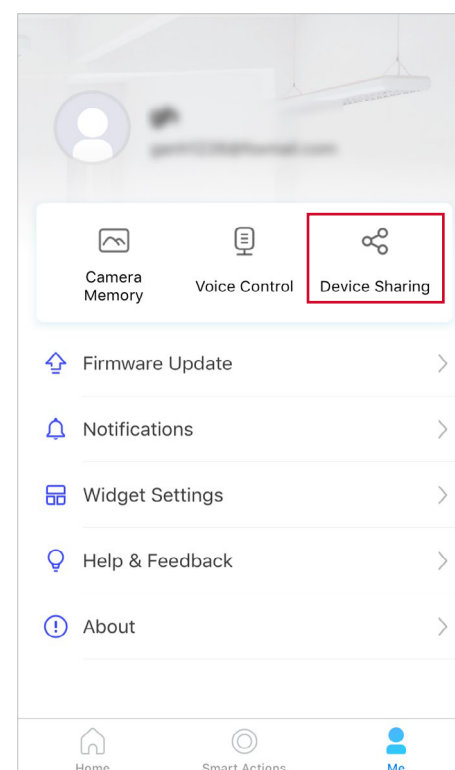 Camera
Memory
Voice Control
Device Sharing
Firmware Update
Notifications
Widget Settings
Help & Feedback
About
Home
Smart Actions
Me